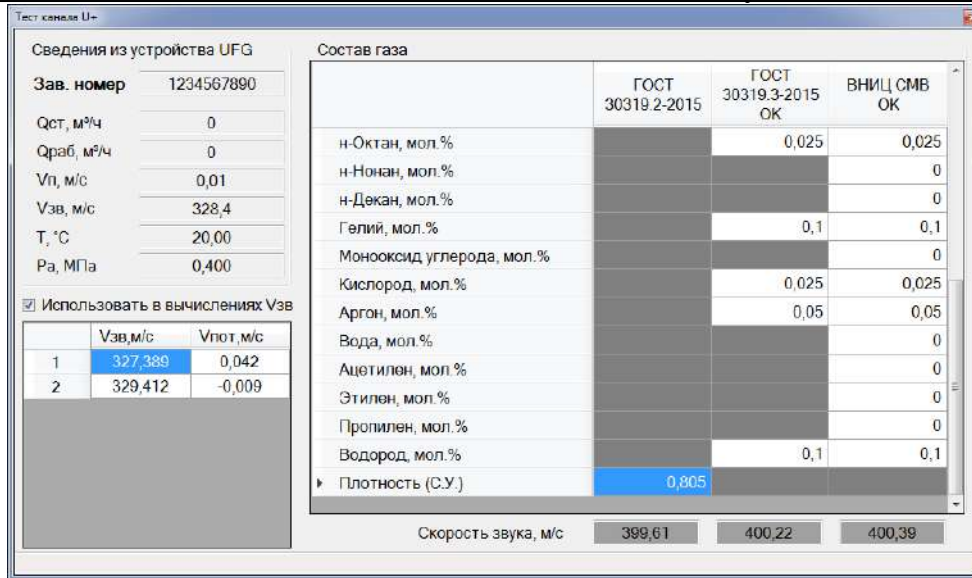 Тест канала U+
Сведения из устройства UFG
Зав. номер 1234567890
Qст, м³/ч 0
Qраб, м³/ч 0
Vп, м/с 0,01
Vзв, м/с 328,4
T, °C 20,00
Pa, МПа 0,400
Использовать в вычислениях Vзв
Vзв,м/с Vпот,м/с
1 327,389 0,042
2 329,412 -0,009
Состав газа
ГОСТ 30319.2-2015 ГОСТ 30319.3-2015 OK ВНИЦ СМВ OK
н-Октан, мол.% 0,025 0,025
н-Нонан, мол.% 0
н-Декан, мол.% 0
Гелий, мол.% 0,1 0,1
Монооксид углерода, мол.% 0
Кислород, мол.% 0,025 0,025
Аргон, мол.% 0,05 0,05
Вода, мол.% 0
Ацетилен, мол.% 0
Этилен, мол.% 0
Пропилен, мол.% 0
Водород, мол.% 0,1 0,1
Плотность (С.У.) 0,805
Скорость звука, м/с 399,61 400,22 400,39